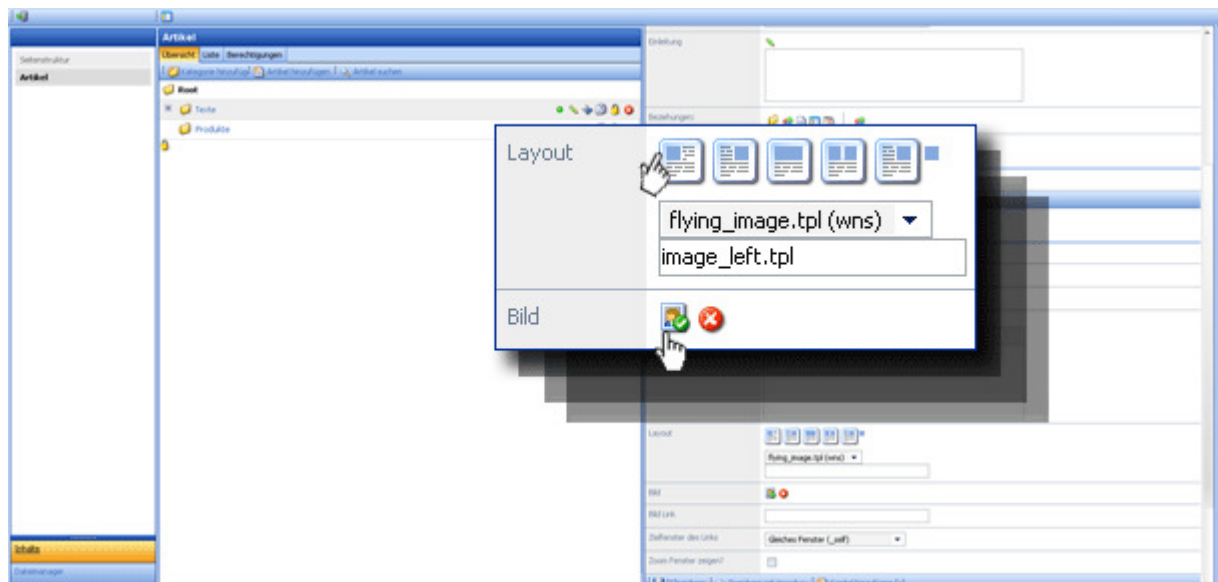 Artikel
Seitenstruktur
Artikel
Übersicht Liste Berechtigungen
Kategorie hinzufüg Artikel hinzufügen Artikel suchen
Root
Texte
Produkte
Einleitung
Beziehungen:
Layout
flying_image.tpl (wns)
image_left.tpl
Bild
Layout
flying_image.tpl (wns)
Bild
Bild Link
Zielfenster des Links
Gleiches Fenster (_self)
Zoom Fenster zeigen?
Inhalte
Dateimanager